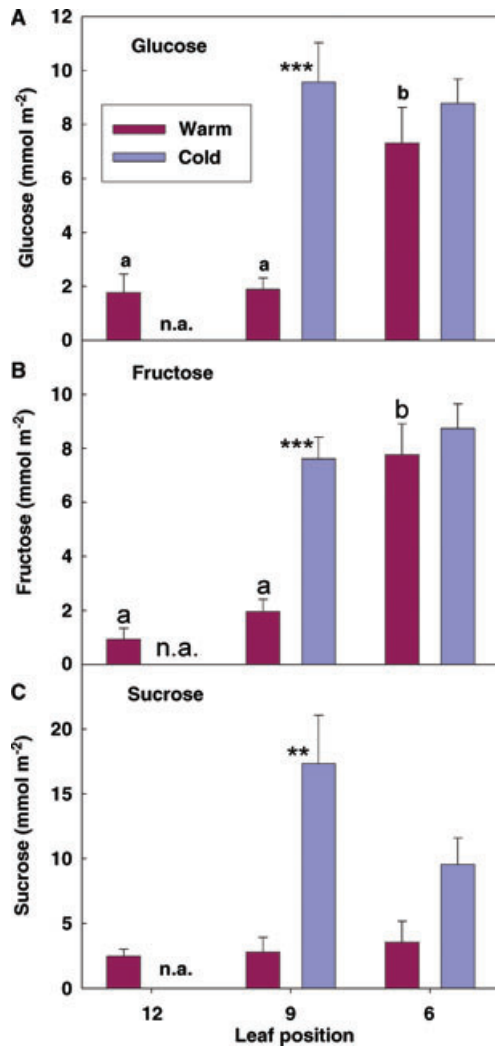 A
Glucose
12
10
8
6
4
2
0
Glucose (mmol m-2)
Warm
Cold
a
n.a.
a
***
b
B
Fructose
10
8
6
4
2
0
Fructose (mmol m-2)
a
n.a.
a
***
b
C
Sucrose
20
15
10
5
0
Sucrose (mmol m-2)
n.a.
**
12 9 6
Leaf position